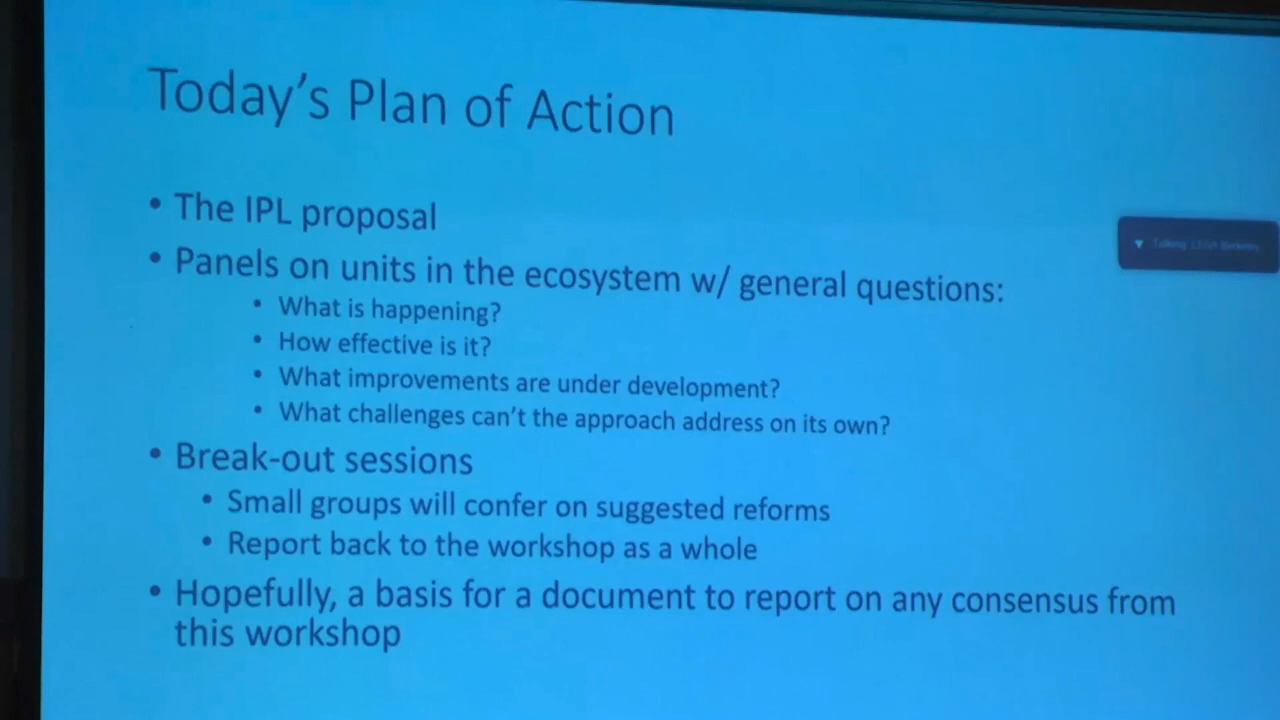 Today's Plan of Action
• The IPL proposal
• Panels on units in the ecosystem w/ general questions:
• What is happening?
• How effective is it?
• What improvements are under development?
• What challenges can't the approach address on its own?
• Break-out sessions
• Small groups will confer on suggested reforms
• Report back to the workshop as a whole
• Hopefully, a basis for a document to report on any consensus from
this workshop
Talking: